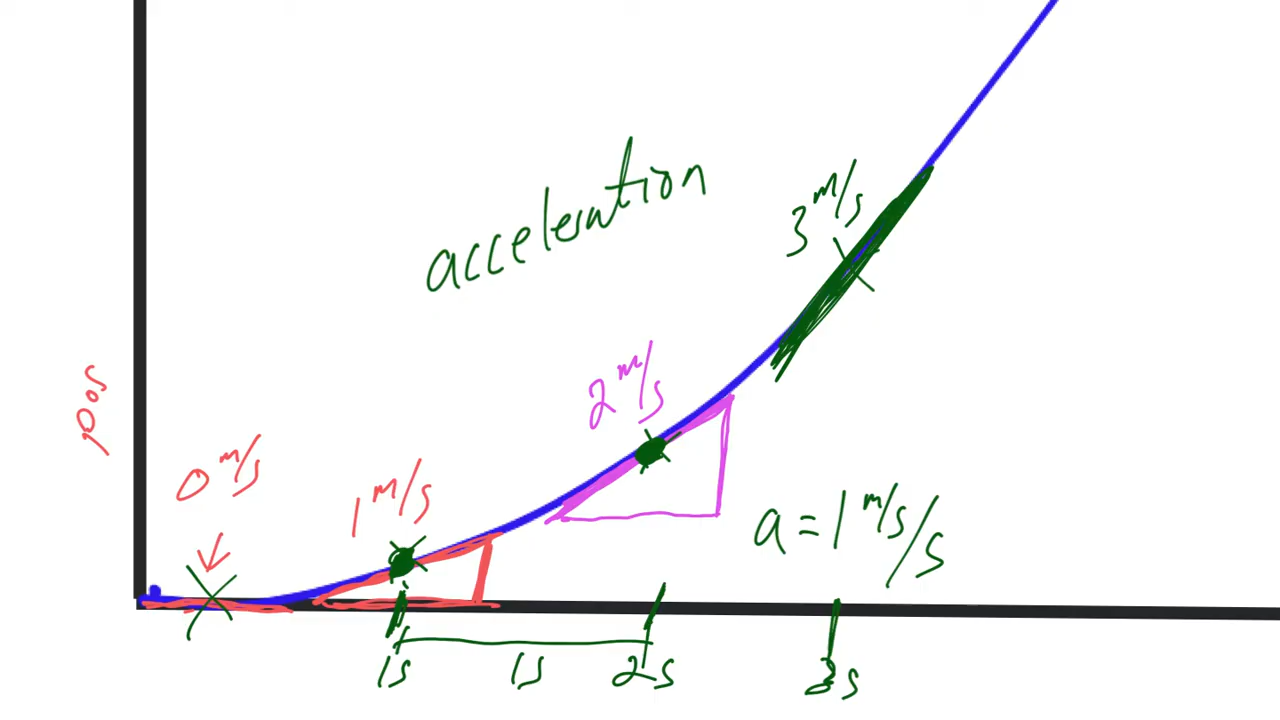 acceleration
3 m/s
pos
2 m/s
0 m/s
1 m/s
a = 1 m/s/s
1s
1s
2s
3s